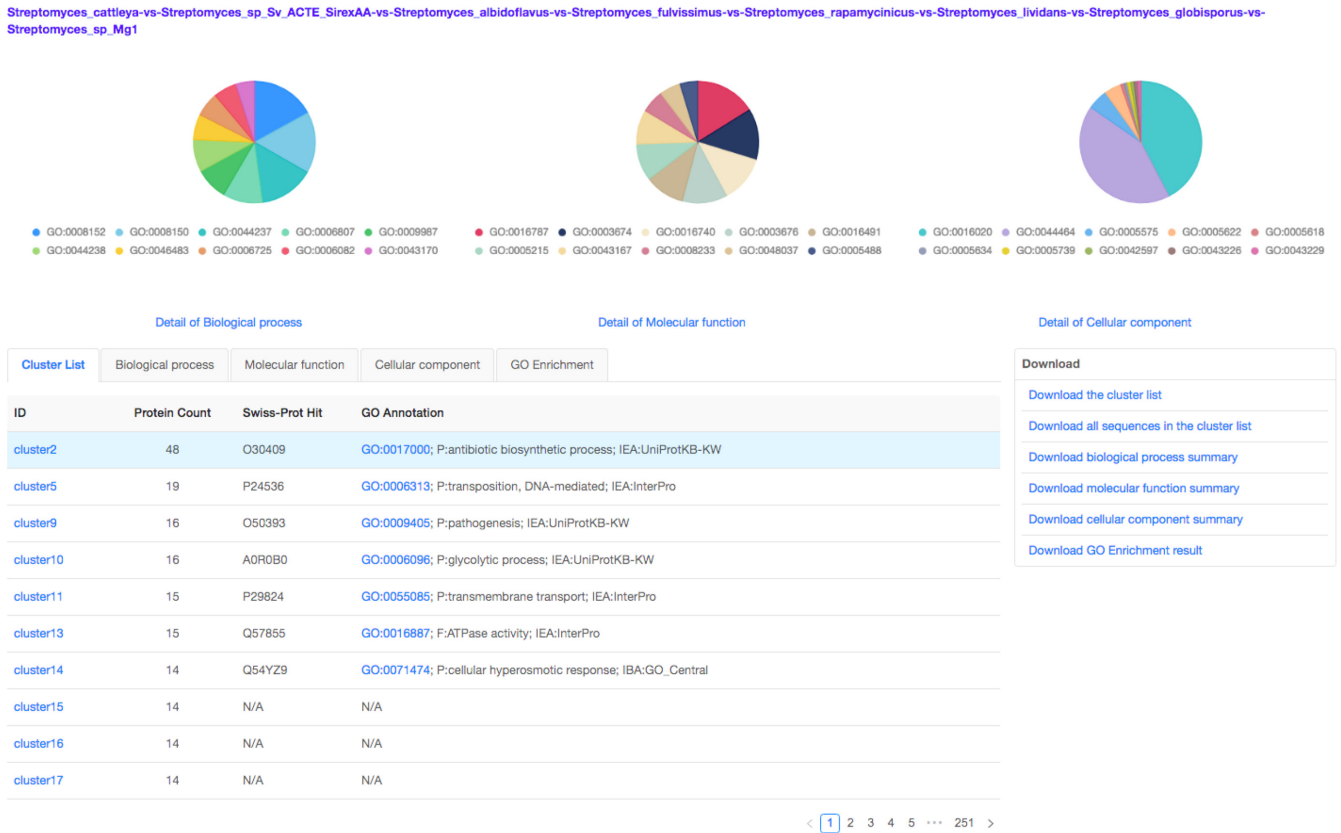 Streptomyces_cattleya-vs-Streptomyces_sp_Sv_ACTE_SirexAA-vs-Streptomyces_albidoflavus-vs-Streptomyces_fulvissimus-vs-Streptomyces_rapamycinicus-vs-Streptomyces_lividans-vs-Streptomyces_globisporus-vs-
Streptomyces_sp_Mg1
GO:0008152 GO:0008150 GO:0044237 GO:0006807 GO:0009987
GO:0044238 GO:0046483 GO:0006725 GO:0006082 GO:0043170
GO:0016787 GO:0003674 GO:0016740 GO:0003676 GO:0016491
GO:0005215 GO:0043167 GO:0008233 GO:0048037 GO:0005488
GO:0016020 GO:0044464 GO:0005575 GO:0005622 GO:0005618
GO:0005634 GO:0005739 GO:0042597 GO:0043226 GO:0043229
Detail of Biological process
Detail of Molecular function
Detail of Cellular component
Cluster List Biological process Molecular function Cellular component GO Enrichment
ID Protein Count Swiss-Prot Hit GO Annotation
cluster2 48 O30409 GO:0017000; P:antibiotic biosynthetic process; IEA:UniProtKB-KW
cluster5 19 P24536 GO:0006313; P:transposition, DNA-mediated; IEA:InterPro
cluster9 16 O50393 GO:0009405; P:pathogenesis; IEA:UniProtKB-KW
cluster10 16 A0R0B0 GO:0006096; P:glycolytic process; IEA:UniProtKB-KW
cluster11 15 P29824 GO:0055085; P:transmembrane transport; IEA:InterPro
cluster13 15 Q57855 GO:0016887; F:ATPase activity; IEA:InterPro
cluster14 14 Q54YZ9 GO:0071474; P:cellular hyperosmotic response; IBA:GO_Central
cluster15 14 N/A N/A
cluster16 14 N/A N/A
cluster17 14 N/A N/A
< 1 2 3 4 5 ••• 251 >
Download
Download the cluster list
Download all sequences in the cluster list
Download biological process summary
Download molecular function summary
Download cellular component summary
Download GO Enrichment result